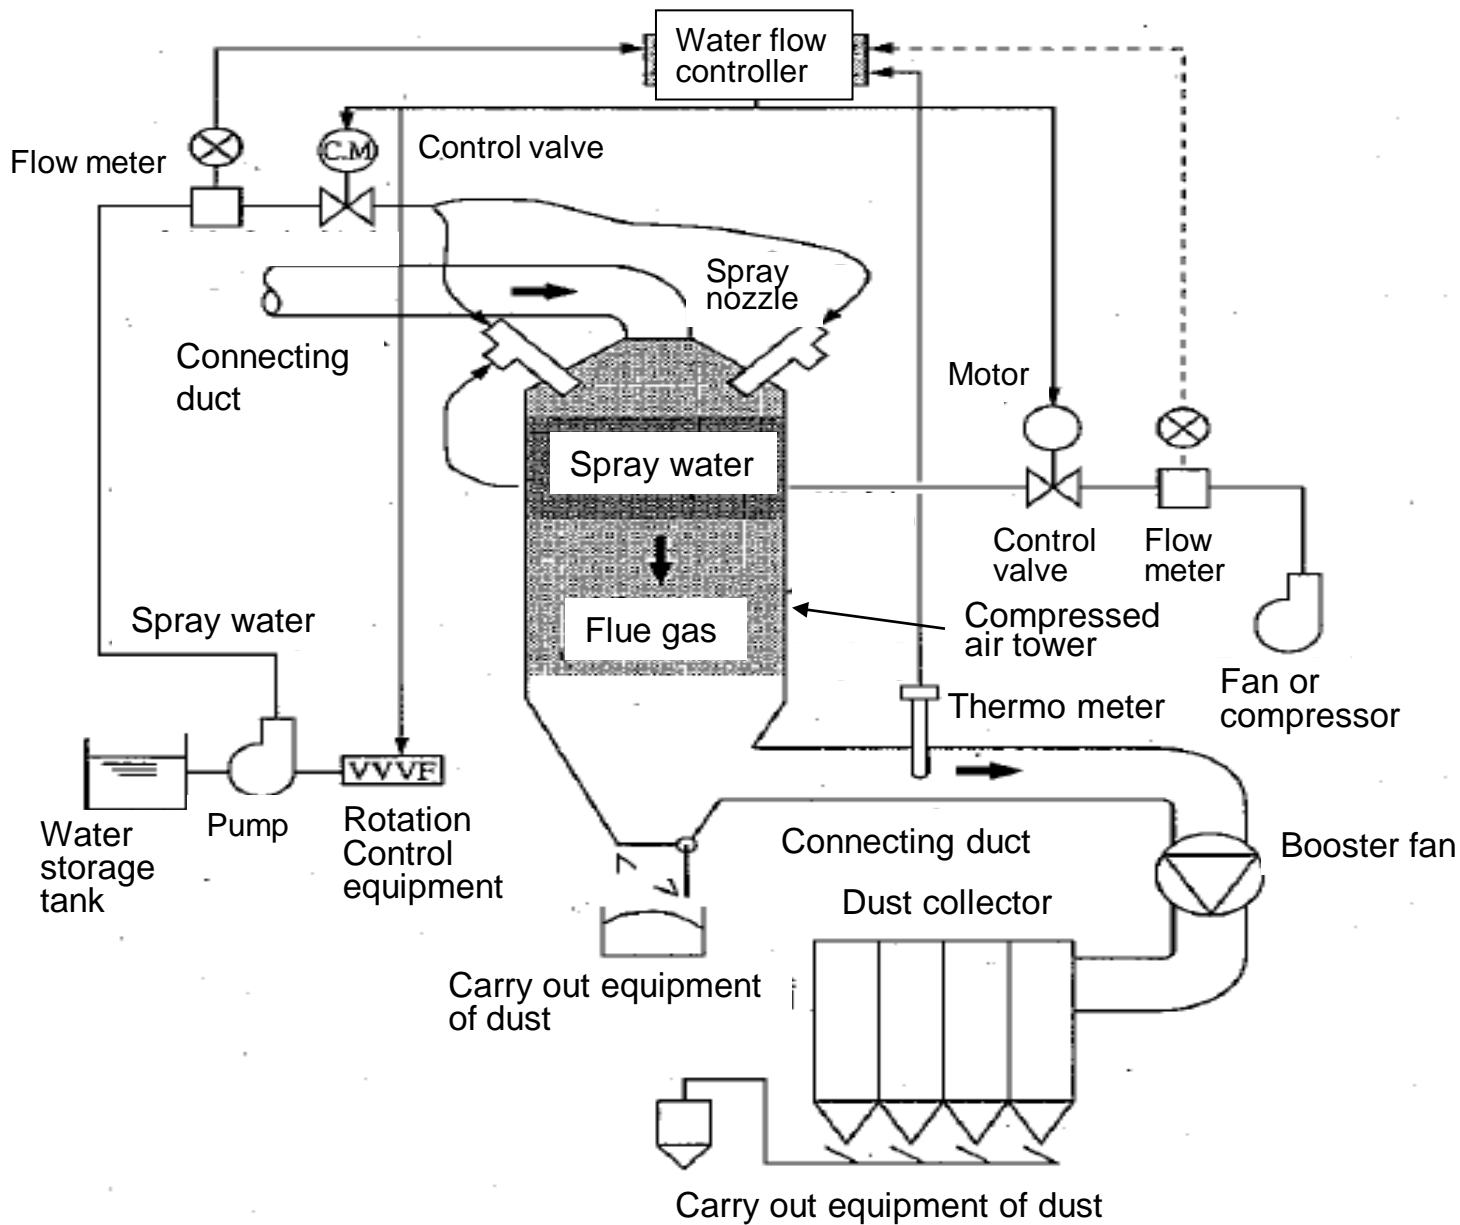 Water flow
controller
Flow meter
C.M
Control valve
Spray
nozzle
Connecting
duct
Motor
Spray water
Control
valve
Flow
meter
Flue gas
Compressed
air tower
Spray water
Fan or
compressor
Thermo meter
VVVF
Water
storage
tank
Pump
Rotation
Control
equipment
Connecting duct
Booster fan
Dust collector
Carry out equipment
of dust
Carry out equipment of dust